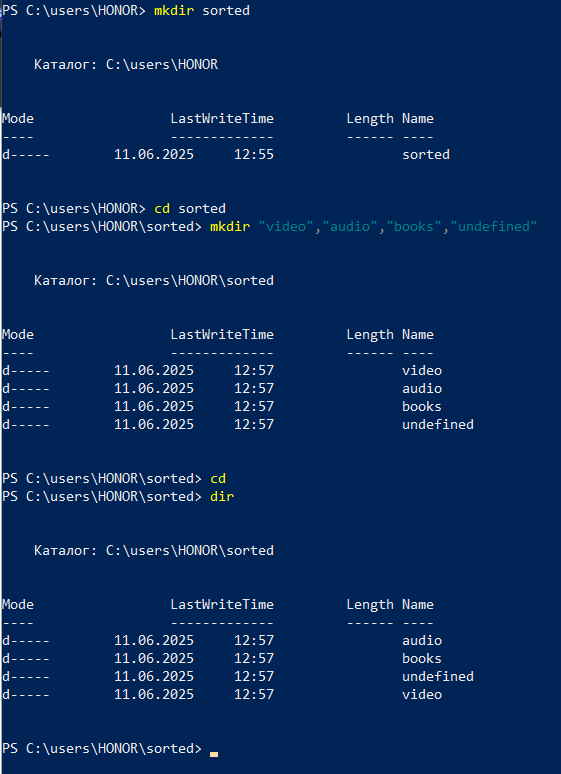 PS C:\users\HONOR> mkdir sorted
Каталог: C:\users\HONOR
Mode LastWriteTime Length Name
---- ------------- ------ ----
d----- 11.06.2025 12:55 sorted
PS C:\users\HONOR> cd sorted
PS C:\users\HONOR\sorted> mkdir "video","audio","books","undefined"
Каталог: C:\users\HONOR\sorted
Mode LastWriteTime Length Name
---- ------------- ------ ----
d----- 11.06.2025 12:57 video
d----- 11.06.2025 12:57 audio
d----- 11.06.2025 12:57 books
d----- 11.06.2025 12:57 undefined
PS C:\users\HONOR\sorted> cd
PS C:\users\HONOR\sorted> dir
Каталог: C:\users\HONOR\sorted
Mode LastWriteTime Length Name
---- ------------- ------ ----
d----- 11.06.2025 12:57 audio
d----- 11.06.2025 12:57 books
d----- 11.06.2025 12:57 undefined
d----- 11.06.2025 12:57 video
PS C:\users\HONOR\sorted>